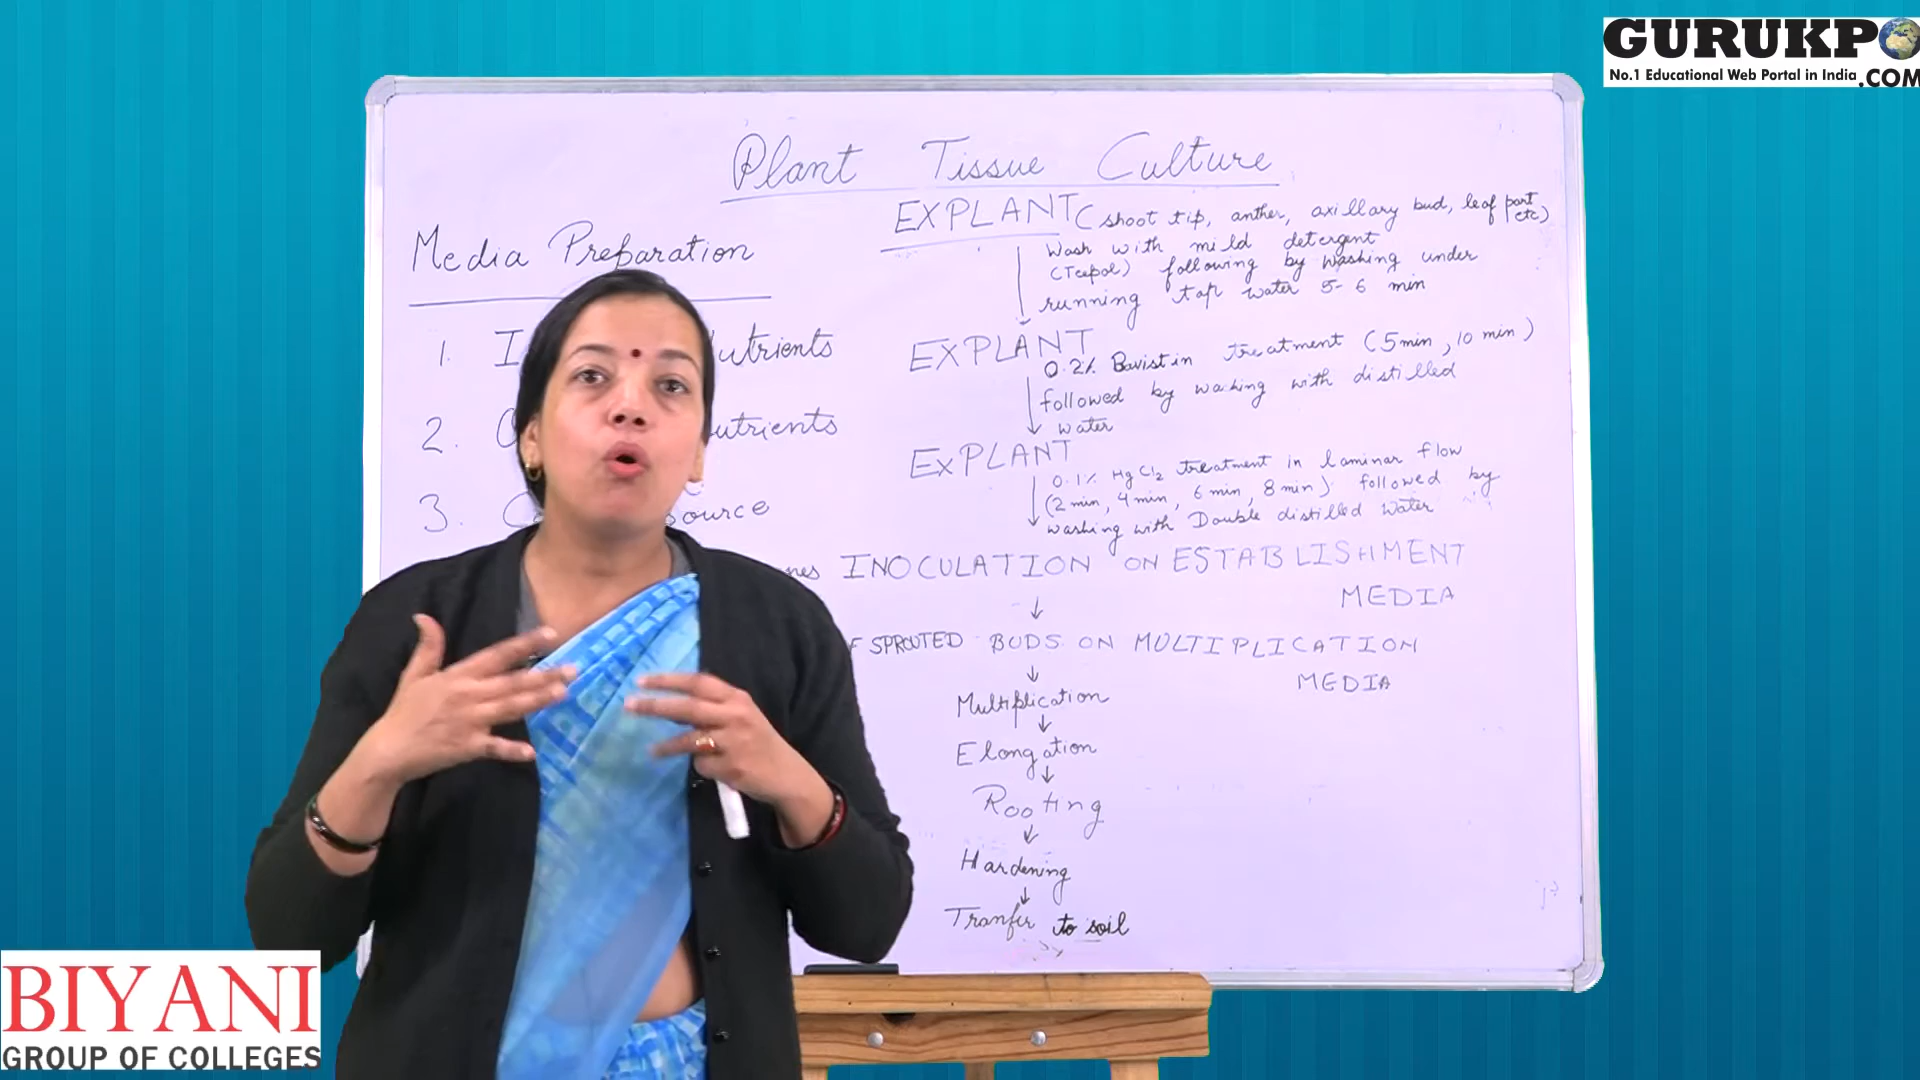 GURUKPO
No.1 Educational Web Portal in India .COM
Plant Tissue Culture
Media Preparation
1. I utrients
2. O utrients
3. C ource
nes
EXPLANT (shoot tip, anther, axillary bud, leaf part etc)
Wash with mild detergent
(Teepol) following by washing under
running tap water 5-6 min
EXPLANT
0.2% Bavistin treatment (5min, 10 min)
followed by washing with distilled
water
EXPLANT
0.1% HgCl2 treatment in laminar flow
(2 min, 4 min, 6 min, 8 min) followed by
washing with Double distilled water
INOCULATION ON ESTABLISHMENT
MEDIA
F SPROUTED BUDS ON MULTIPLICATION
MEDIA
Multiplication
Elongation
Rooting
Hardening
Tranfer to soil
BIYANI
GROUP OF COLLEGES